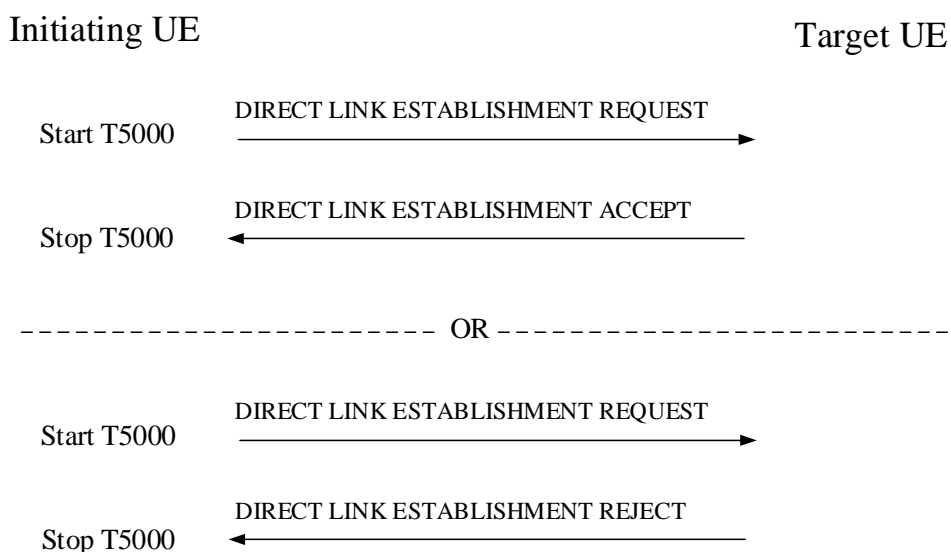 Initiating UE
Target UE
DIRECT LINK ESTABLISHMENT REQUEST
Start T5000
DIRECT LINK ESTABLISHMENT ACCEPT
Stop T5000
OR
DIRECT LINK ESTABLISHMENT REQUEST
Start T5000
DIRECT LINK ESTABLISHMENT REJECT
Stop T5000